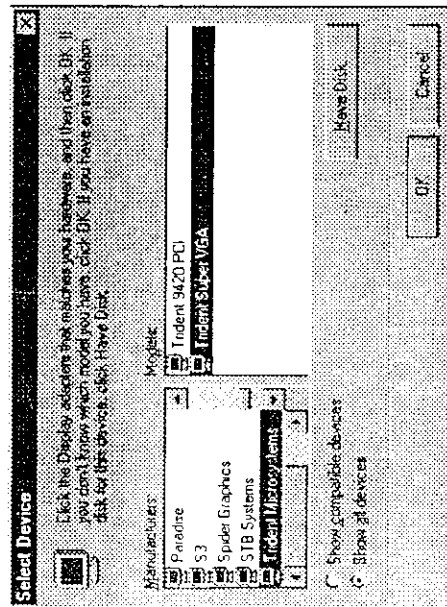 Select Device
Click the Display adapters that matches you hardware, and then click OK. If
you don't know which model you have, click OK. If you have an installation
disk for this device, click Have Disk.
Manufacturers:
Paradise
S3
Spider Graphics
STB Systems
Trident Microsystems
Models:
Trident 9420 PCI
Trident Super VGA
Show compatible devices
Show all devices
Have Disk
OK
Cancel